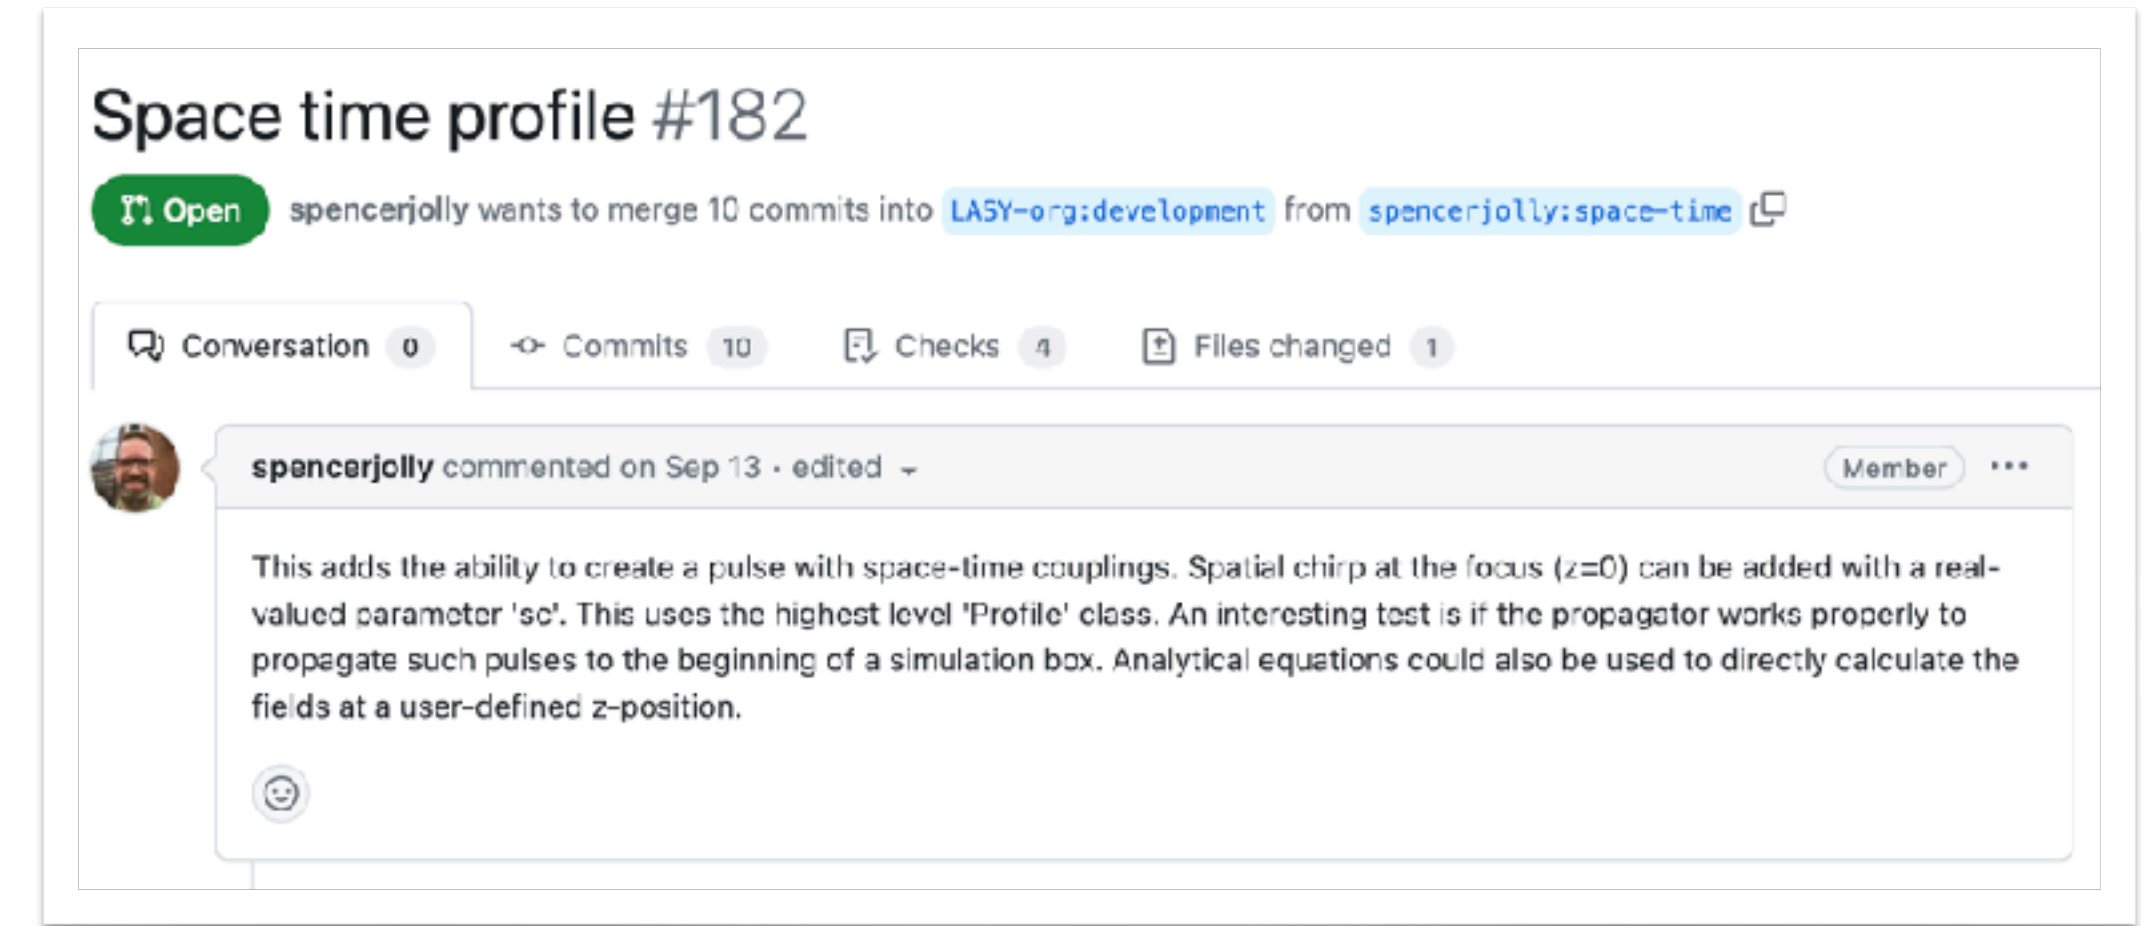 Space time profile #182
Open spencerjolly wants to merge 10 commits into LASY-org:development from spencerjolly:space-time
Conversation 0 Commits 10 Checks 4 Files changed 1
spencerjolly commented on Sep 13 · edited Member
This adds the ability to create a pulse with space-time couplings. Spatial chirp at the focus (z=0) can be added with a real-
valued parameter 'sc'. This uses the highest level 'Profile' class. An interesting test is if the propagator works properly to
propagate such pulses to the beginning of a simulation box. Analytical equations could also be used to directly calculate the
fields at a user-defined z-position.